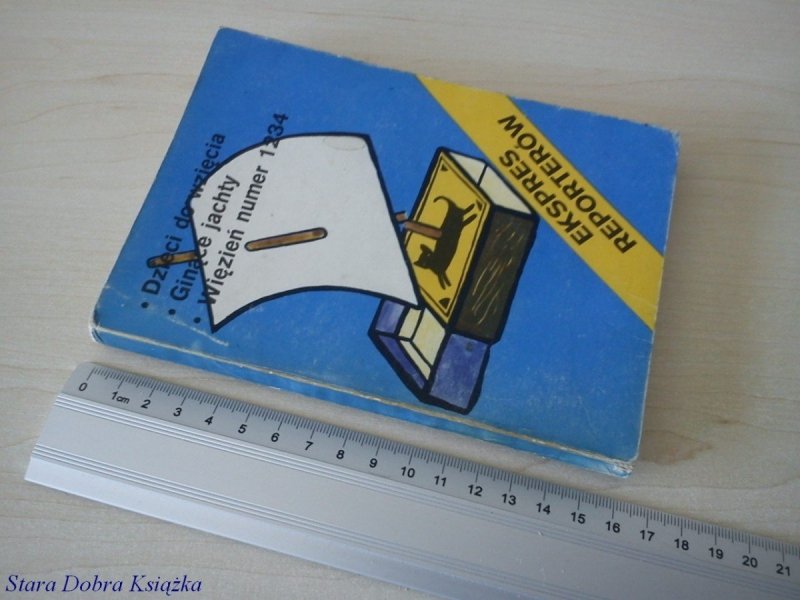 EKSPRES
REPORTERÓW
• Dzieci do wzięcia
• Ginące jachty
• Więzień numer 1234
0 1cm 2 3 4 5 6 7 8 9 10 11 12 13 14 15 16 17 18 19 20 21
Stara Dobra Książka